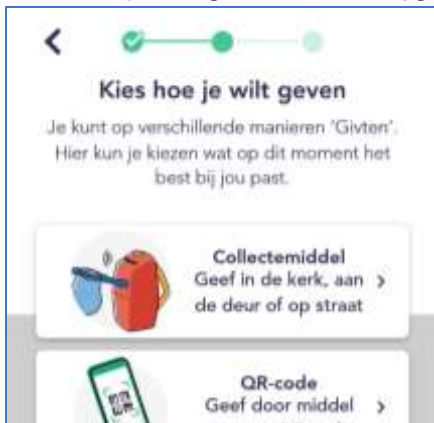 Kies hoe je wilt geven
Je kunt op verschillende manieren 'Givten'.
Hier kun je kiezen wat op dit moment het
best bij jou past.
Collectemiddel
Geef in de kerk, aan
de deur of op straat
QR-code
Geef door middel